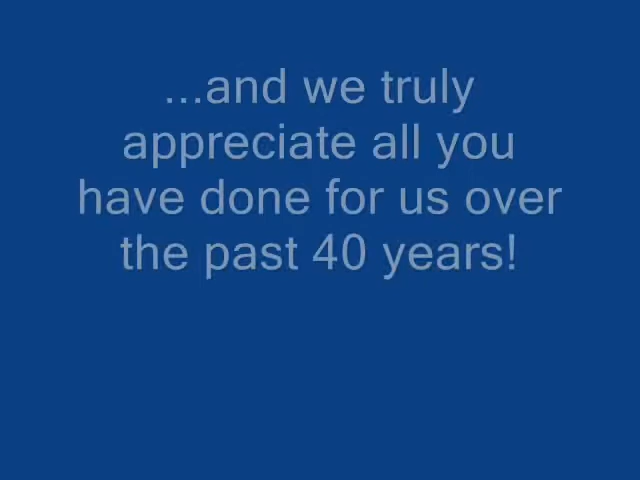 ...and we truly
appreciate all you
have done for us over
the past 40 years!